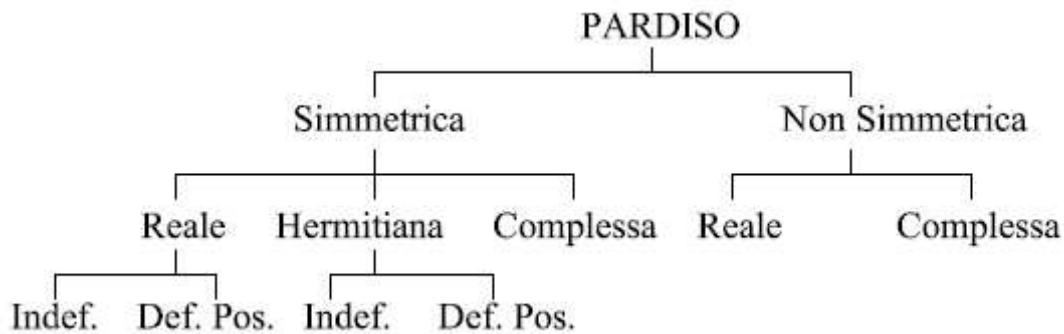 PARDISO
Simmetrica Non Simmetrica
Reale Hermitiana Complessa Reale Complessa
Indef. Def. Pos. Indef. Def. Pos.